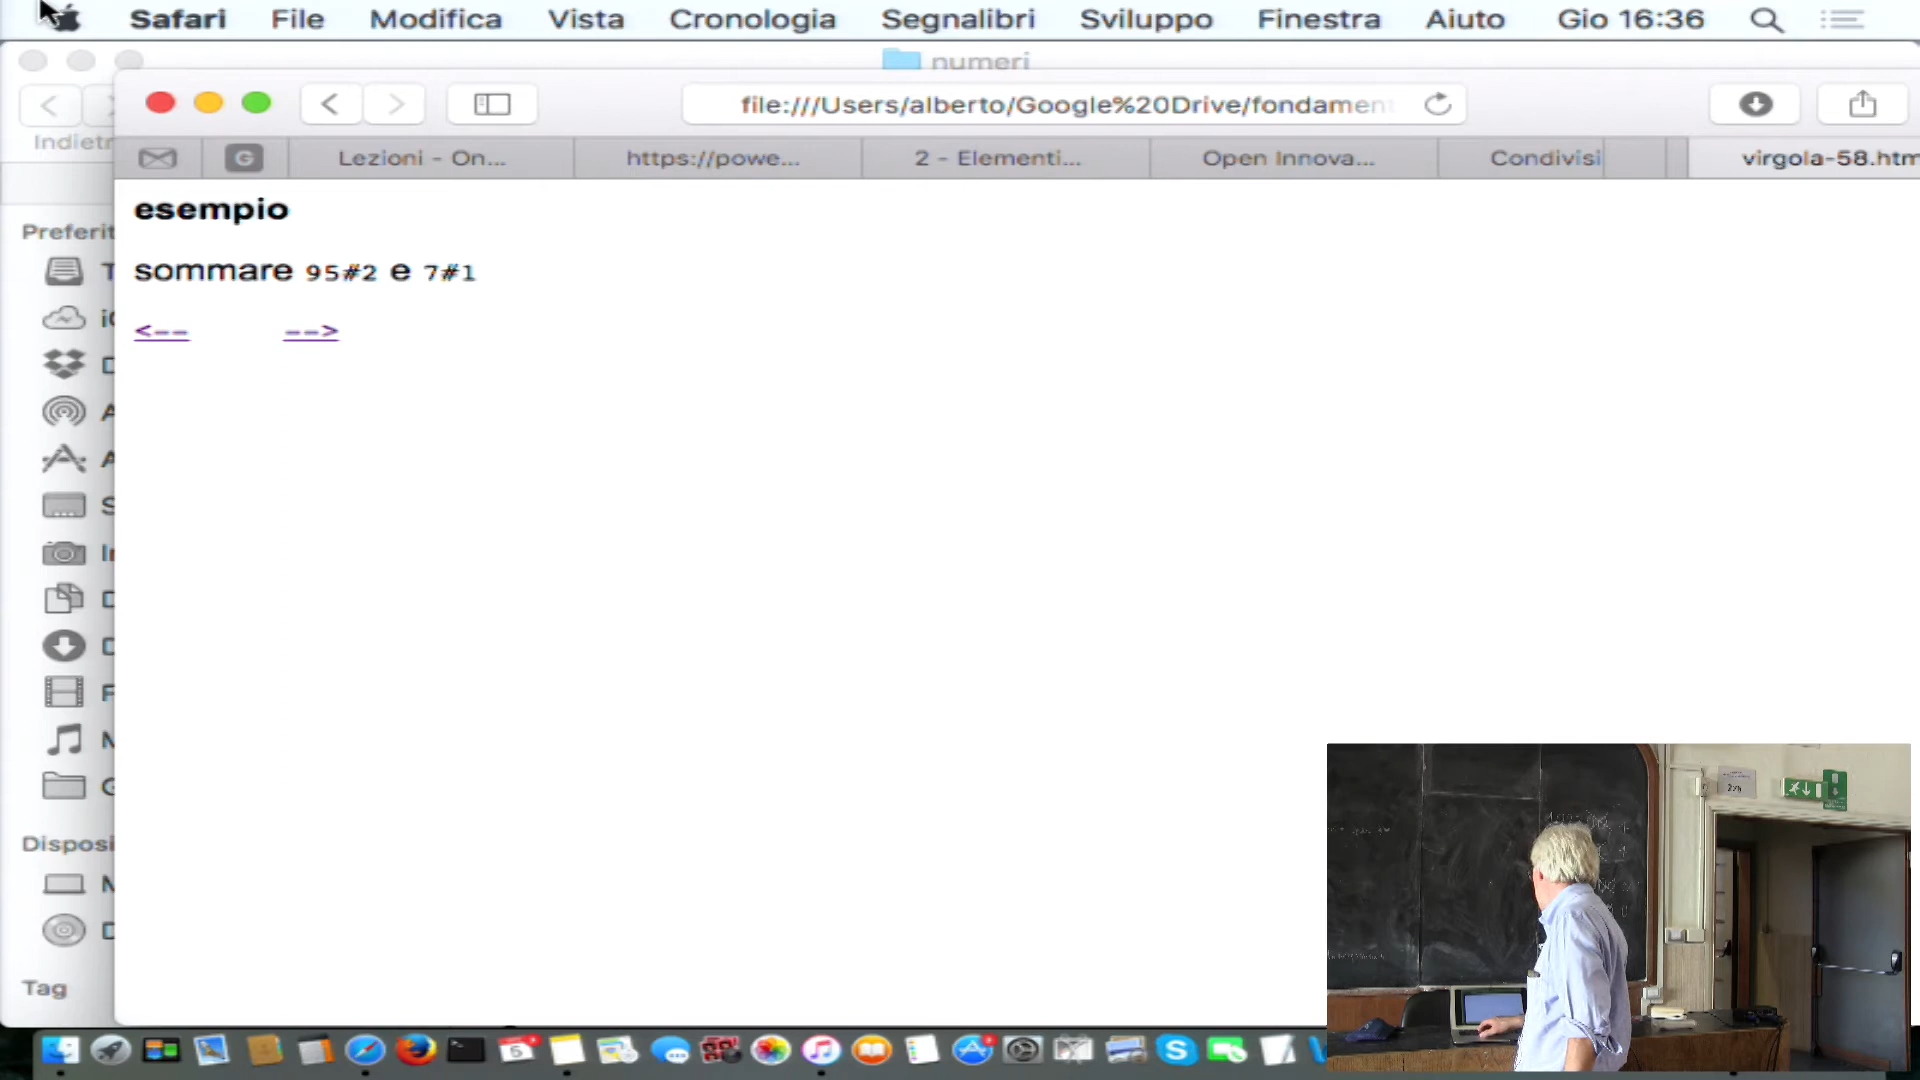 Safari File Modifica Vista Cronologia Segnalibri Sviluppo Finestra Aiuto Gio 16:36
numeri
file:///Users/alberto/Google%20Drive/fondament
Indiet
G Lezioni - On... https://powe... 2 - Elementi... Open Innova... Condivisi virgola-58.htm
esempio
Preferit
sommare 95#2 e 7#1
<-- -->
Disposi
Tag